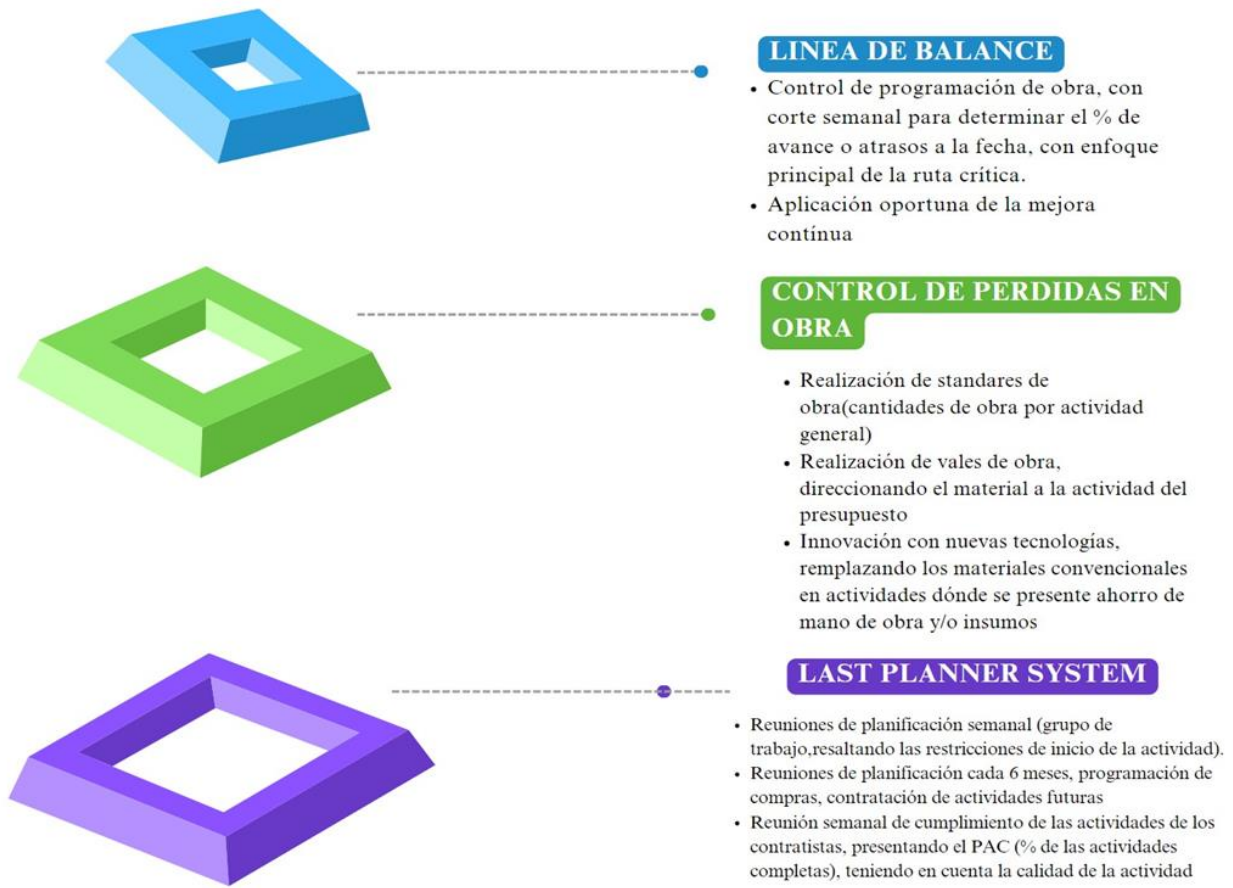 LINEA DE BALANCE
• Control de programación de obra, con
corte semanal para determinar el % de
avance o atrasos a la fecha, con enfoque
principal de la ruta crítica.
• Aplicación oportuna de la mejora
contínua
CONTROL DE PERDIDAS EN
OBRA
• Realización de standares de
obra(cantidades de obra por actividad
general)
• Realización de vales de obra,
direccionando el material a la actividad del
presupuesto
• Innovación con nuevas tecnologías,
remplazando los materiales convencionales
en actividades dónde se presente ahorro de
mano de obra y/o insumos
LAST PLANNER SYSTEM
• Reuniones de planificación semanal (grupo de
trabajo,resaltando las restricciones de inicio de la actividad).
• Reuniones de planificación cada 6 meses, programación de
compras, contratación de actividades futuras
• Reunión semanal de cumplimiento de las actividades de los
contratistas, presentando el PAC (% de las actividades
completas), teniendo en cuenta la calidad de la actividad